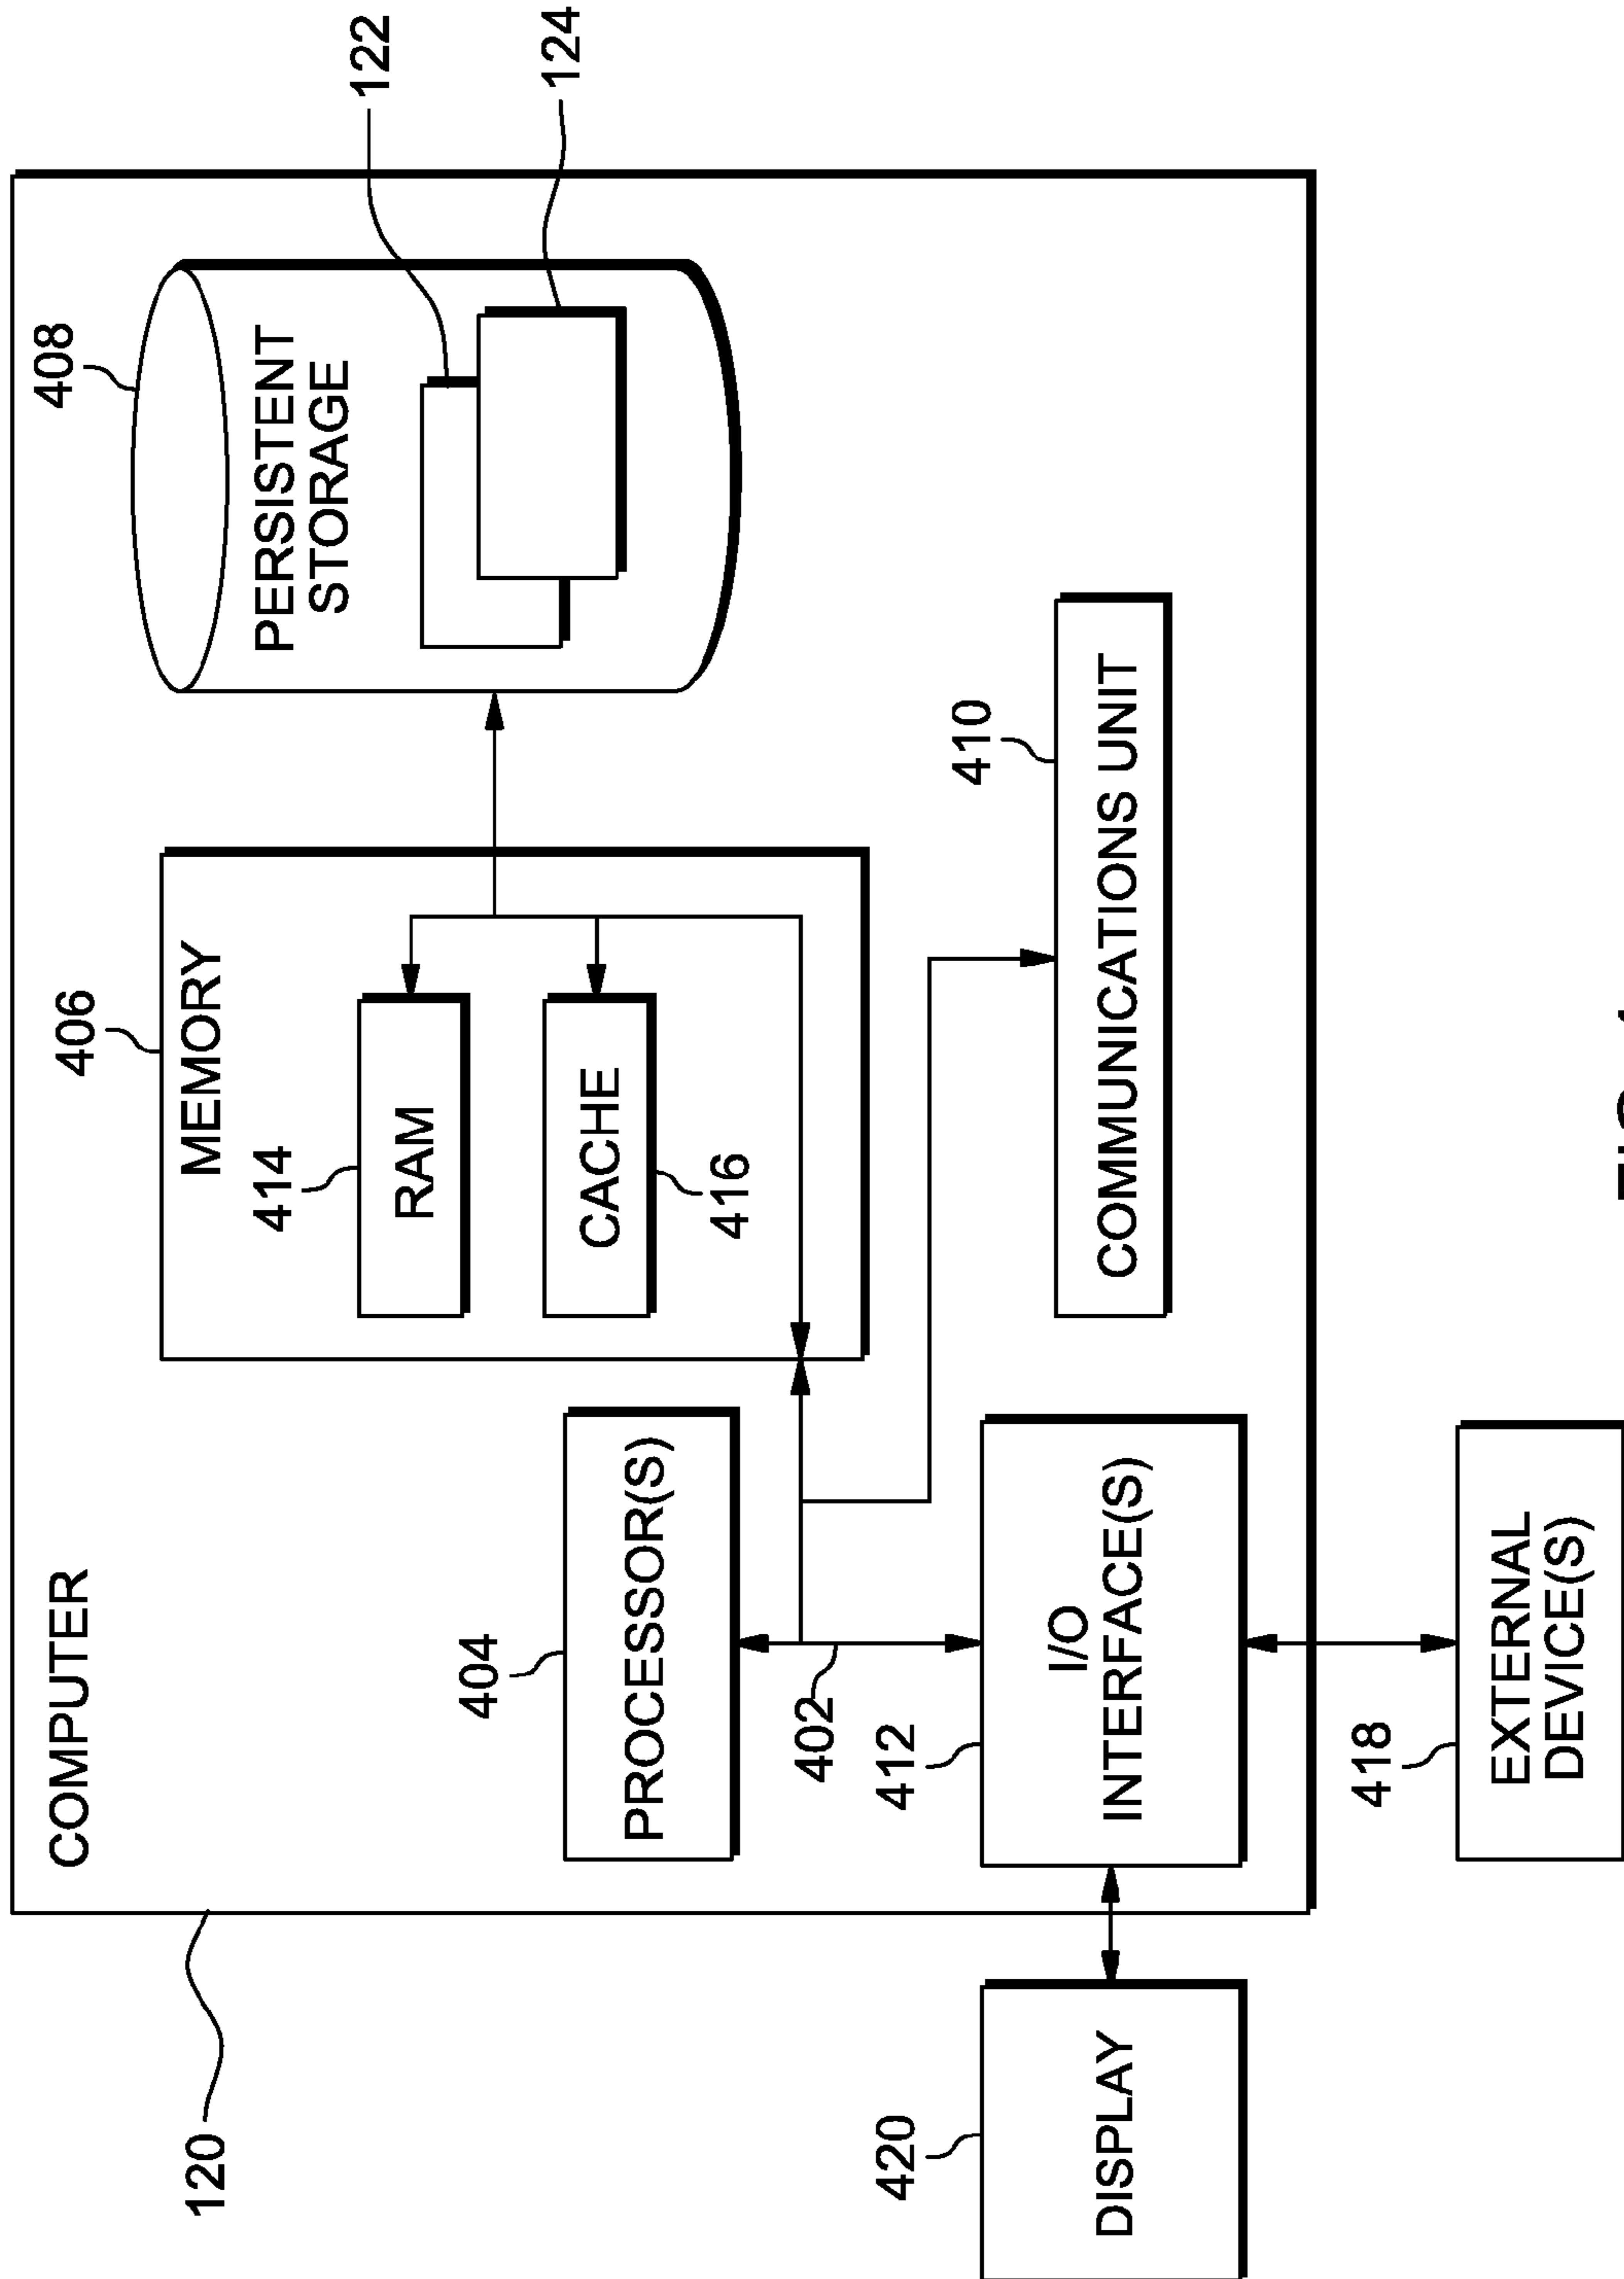 120
COMPUTER
408
PERSISTENT
STORAGE
122
124
406
MEMORY
414
RAM
CACHE
416
404
PROCESSOR(S)
402
410
COMMUNICATIONS UNIT
412
I/O
INTERFACE(S)
420
DISPLAY
418
EXTERNAL
DEVICE(S)